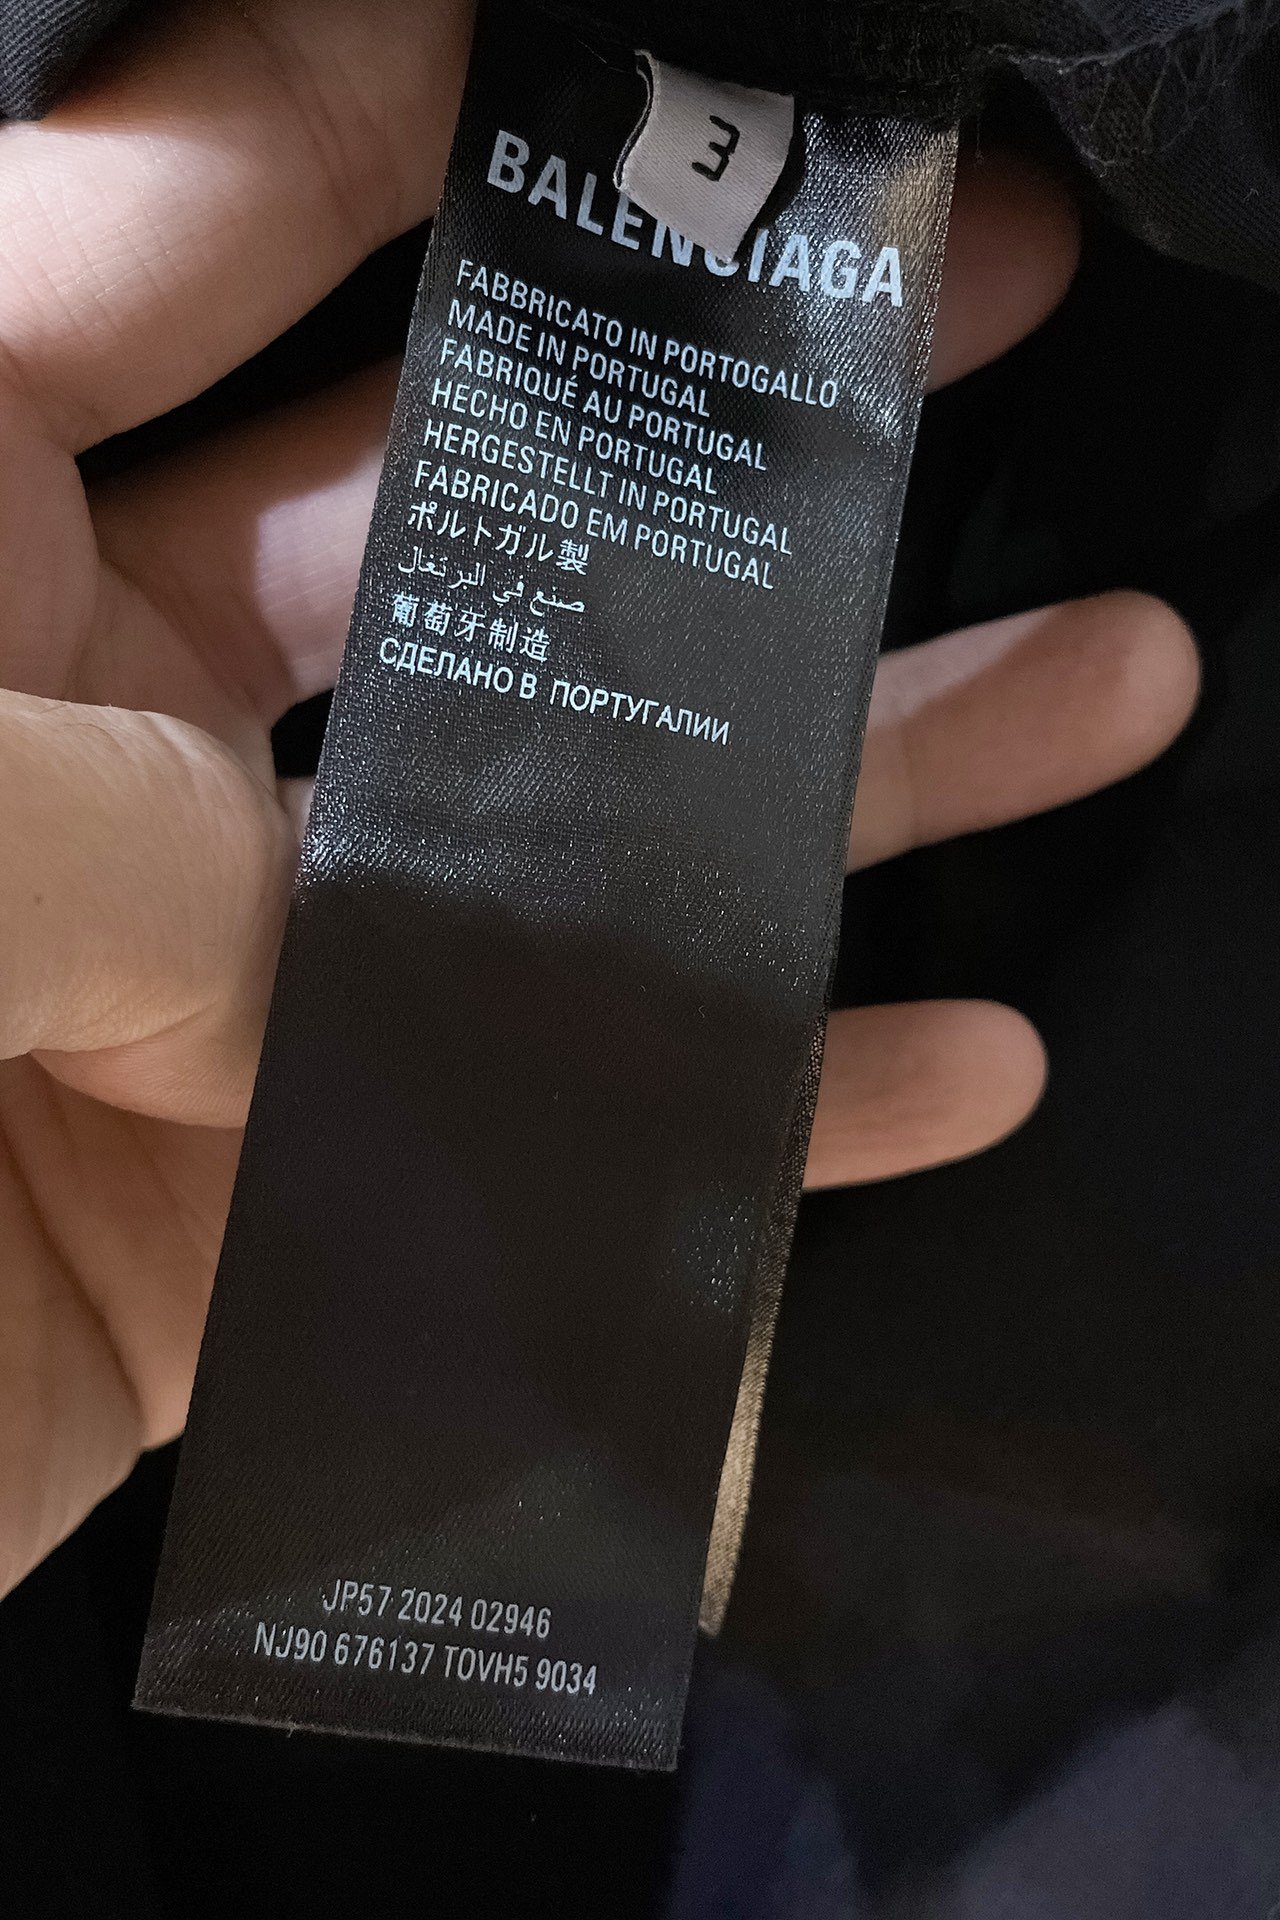 3
BALENCIAGA
FABBRICATO IN PORTOGALLO
MADE IN PORTUGAL
FABRIQUÉ AU PORTUGAL
HECHO EN PORTUGAL
HERGESTELLT IN PORTUGAL
FABRICADO EM PORTUGAL
ポルトガル製
صنع في البرتغال
葡萄牙制造
СДЕЛАНО В ПОРТУГАЛИИ
JP57 2024 02946
NJ90 676137 TOVH5 9034